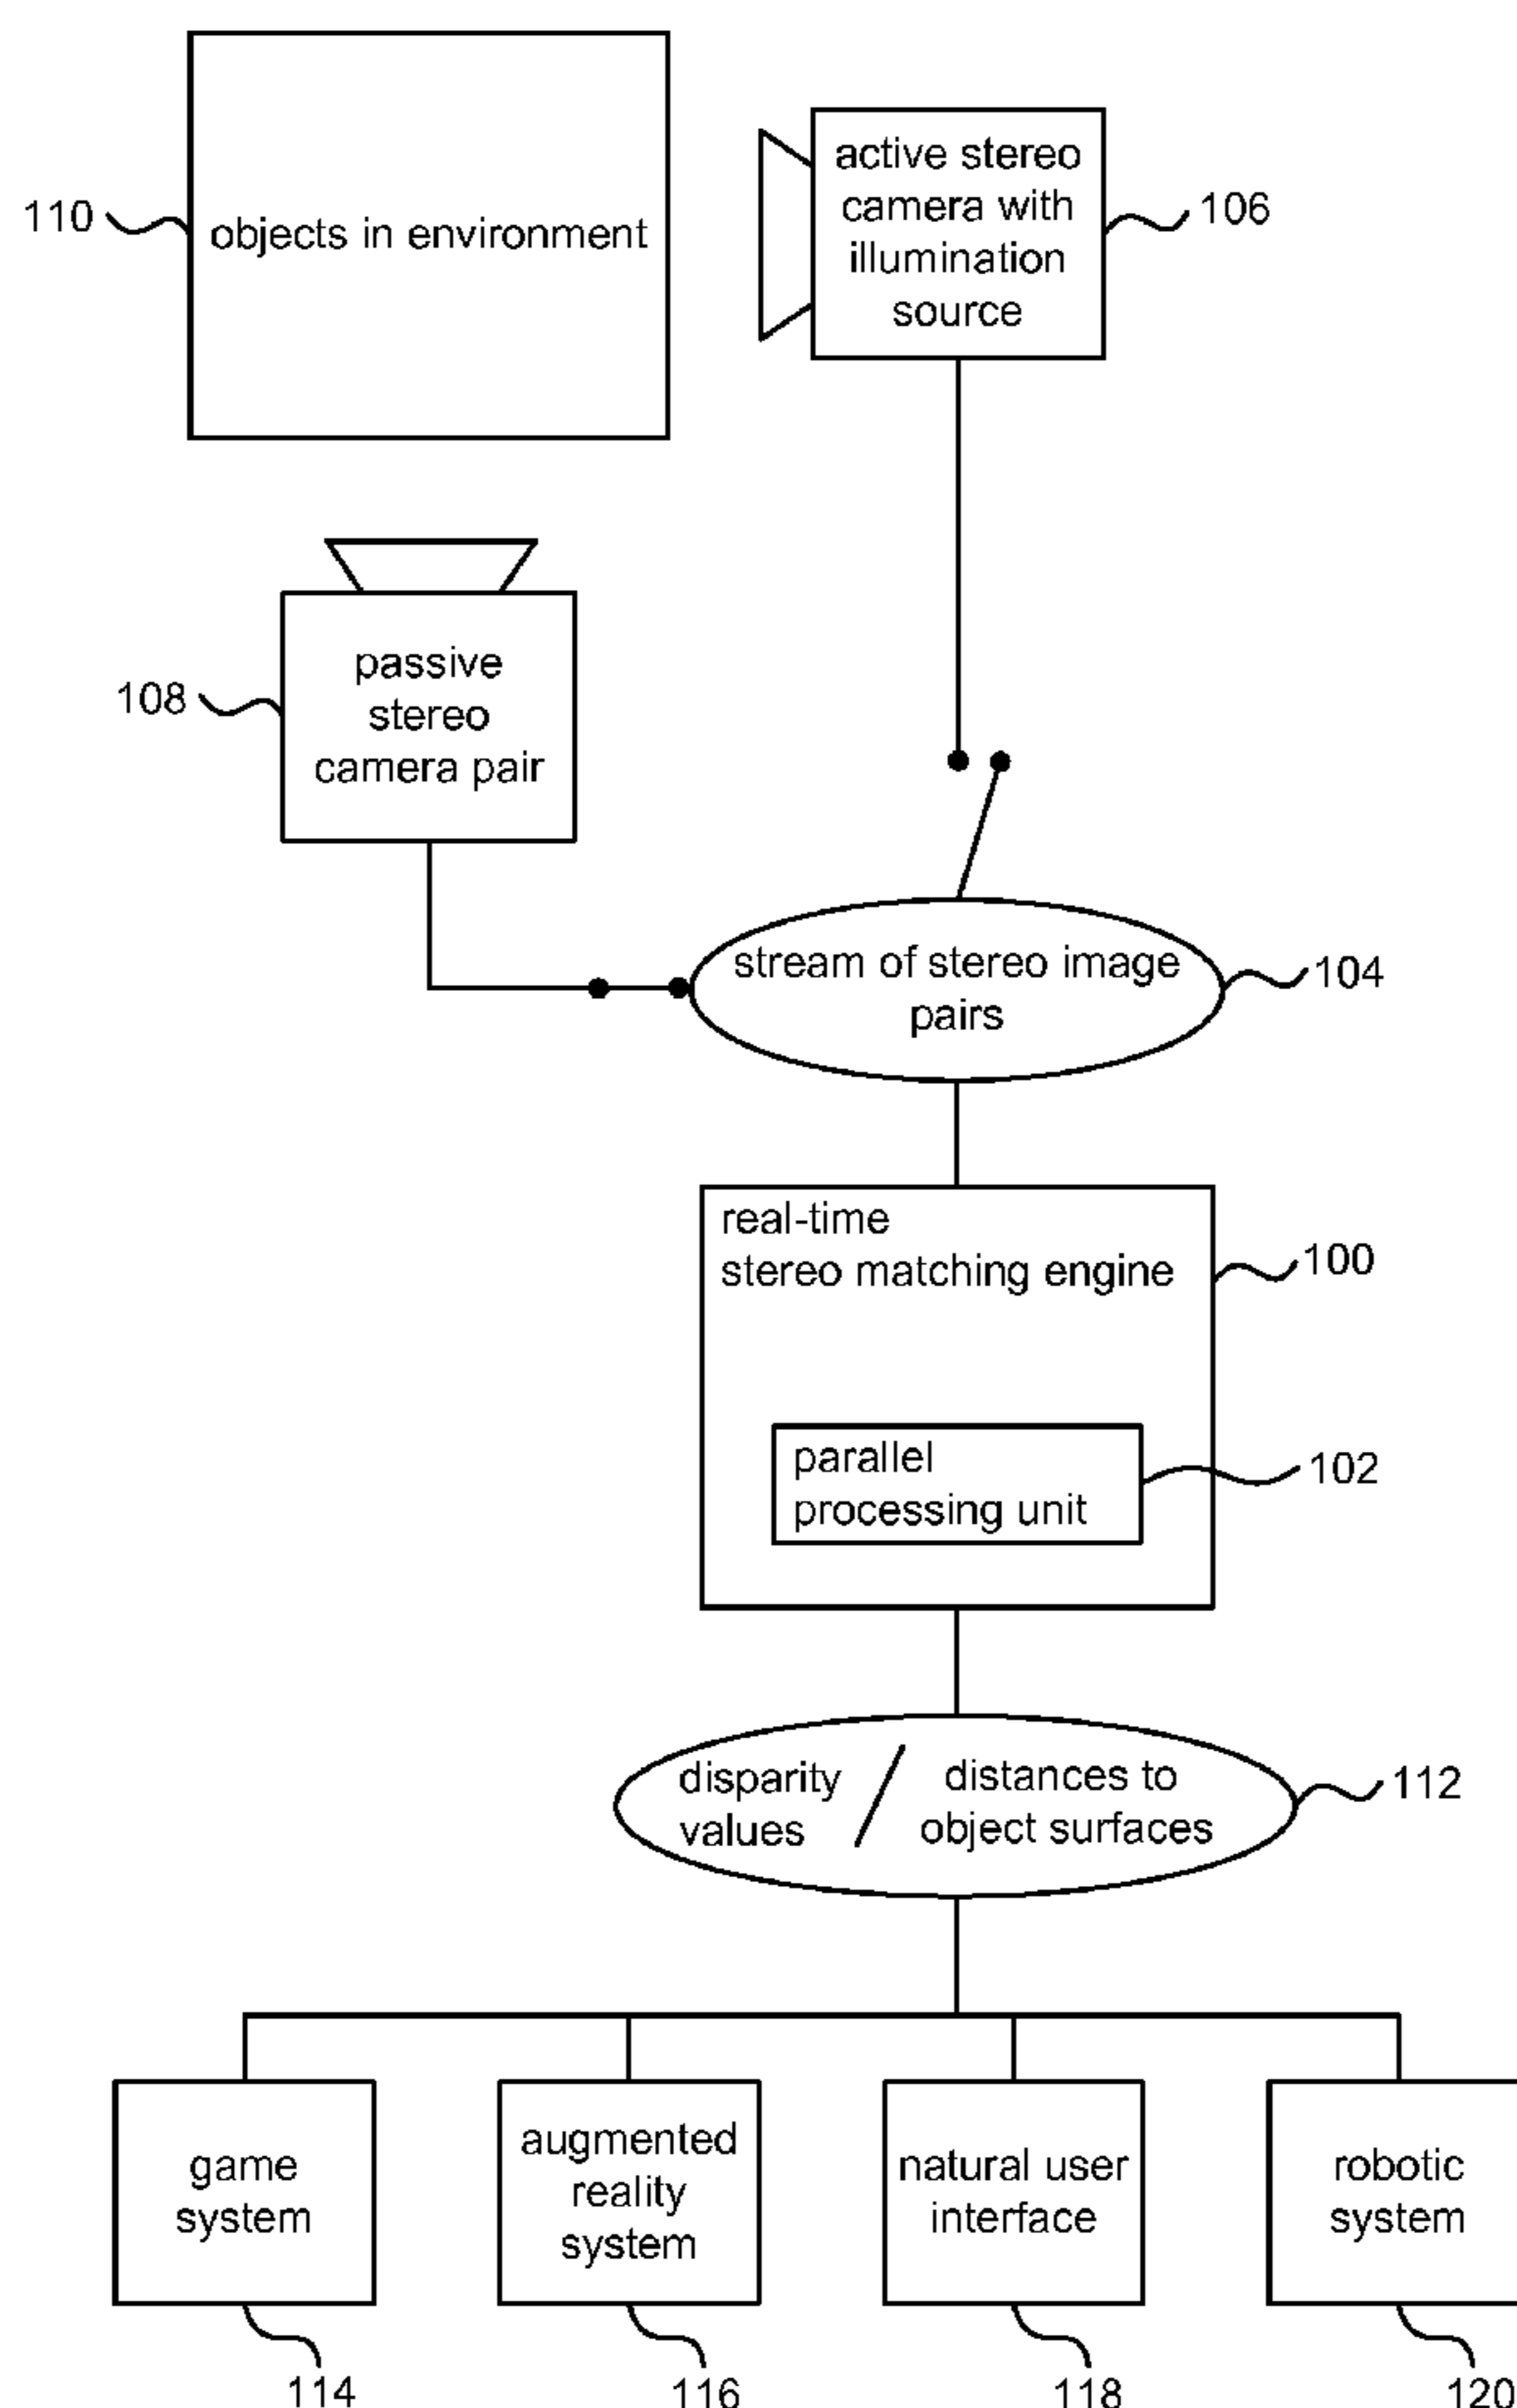 110
objects in environment
active stereo
camera with
illumination
source
106
108
passive
stereo
camera pair
stream of stereo image
pairs
104
real-time
stereo matching engine
100
parallel
processing unit
102
disparity
values
/
distances to
object surfaces
112
game
system
augmented
reality
system
natural user
interface
robotic
system
114
116
118
120